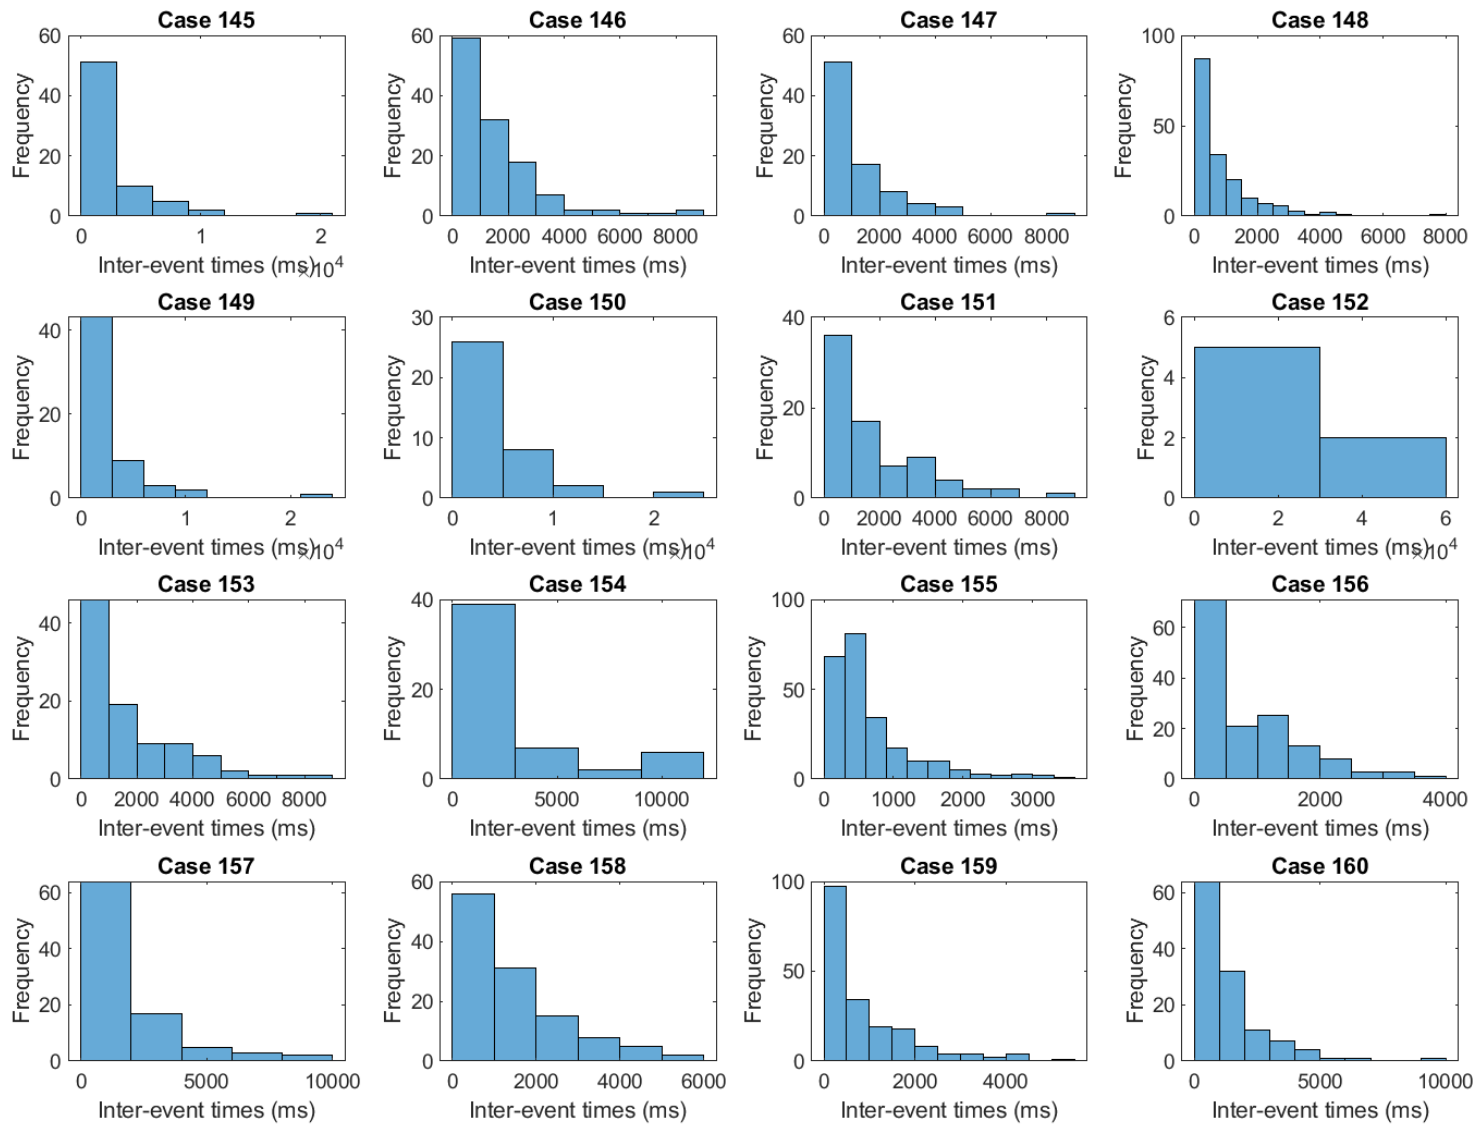 Case 145
60
40
20
0
Frequency
0 1 2
Inter-event times (ms)
×10^4
Case 146
60
40
20
0
Frequency
0 2000 4000 6000 8000
Inter-event times (ms)
Case 147
60
40
20
0
Frequency
0 2000 4000 6000 8000
Inter-event times (ms)
Case 148
100
50
0
Frequency
0 2000 4000 6000 8000
Inter-event times (ms)
Case 149
40
20
0
Frequency
0 1 2
Inter-event times (ms)
×10^4
Case 150
30
20
10
0
Frequency
0 1 2
Inter-event times (ms)
×10^4
Case 151
40
20
0
Frequency
0 2000 4000 6000 8000
Inter-event times (ms)
Case 152
6
4
2
0
Frequency
0 2 4 6
Inter-event times (ms)
×10^4
Case 153
40
20
0
Frequency
0 2000 4000 6000 8000
Inter-event times (ms)
Case 154
40
20
0
Frequency
0 5000 10000
Inter-event times (ms)
Case 155
100
50
0
Frequency
0 1000 2000 3000
Inter-event times (ms)
Case 156
60
40
20
0
Frequency
0 2000 4000
Inter-event times (ms)
Case 157
60
40
20
0
Frequency
0 5000 10000
Inter-event times (ms)
Case 158
60
40
20
0
Frequency
0 2000 4000 6000
Inter-event times (ms)
Case 159
100
50
0
Frequency
0 2000 4000
Inter-event times (ms)
Case 160
60
40
20
0
Frequency
0 5000 10000
Inter-event times (ms)